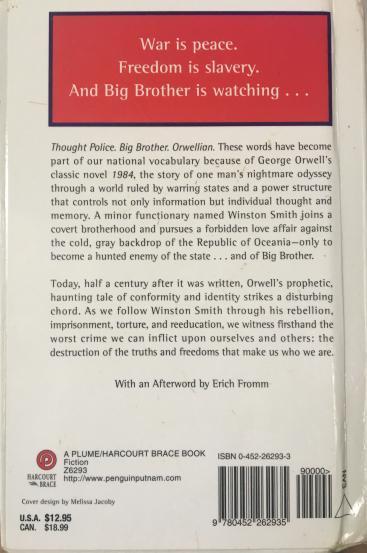 War is peace.
Freedom is slavery.
And Big Brother is watching . . .
Thought Police. Big Brother. Orwellian. These words have become
part of our national vocabulary because of George Orwell's
classic novel 1984, the story of one man's nightmare odyssey
through a world ruled by warring states and a power structure
that controls not only information but individual thought and
memory. A minor functionary named Winston Smith joins a
covert brotherhood and pursues a forbidden love affair against
the cold, gray backdrop of the Republic of Oceania—only to
become a hunted enemy of the state . . . and of Big Brother.
Today, half a century after it was written, Orwell's prophetic,
haunting tale of conformity and identity strikes a disturbing
chord. As we follow Winston Smith through his rebellion,
imprisonment, torture, and reeducation, we witness firsthand the
worst crime we can inflict upon ourselves and others: the
destruction of the truths and freedoms that make us who we are.
With an Afterword by Erich Fromm
HARCOURT
BRACE
A PLUME/HARCOURT BRACE BOOK
Fiction
Z6293
http://www.penguinputnam.com
ISBN 0-452-26293-3
90000>
9 780452 262935
Cover design by Melissa Jacoby
U.S.A. $12.95
CAN. $18.99